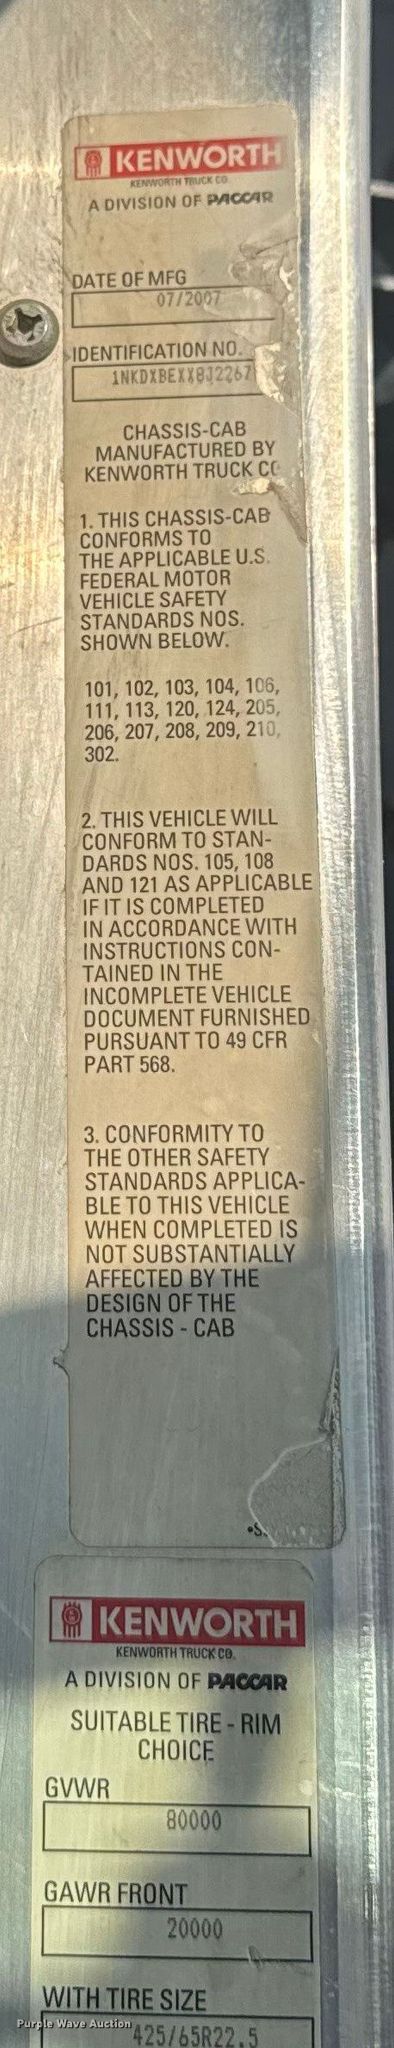 KENWORTH
KENWORTH TRUCK CO.
A DIVISION OF PACCAR
DATE OF MFG
07/2007
IDENTIFICATION NO.
1NKDXBEXX8J2267
CHASSIS-CAB
MANUFACTURED BY
KENWORTH TRUCK CO
1. THIS CHASSIS-CAB
CONFORMS TO
THE APPLICABLE U.S.
FEDERAL MOTOR
VEHICLE SAFETY
STANDARDS NOS.
SHOWN BELOW.
101, 102, 103, 104, 106,
111, 113, 120, 124, 205,
206, 207, 208, 209, 210,
302.
2. THIS VEHICLE WILL
CONFORM TO STAN-
DARDS NOS. 105, 108
AND 121 AS APPLICABLE
IF IT IS COMPLETED
IN ACCORDANCE WITH
INSTRUCTIONS CON-
TAINED IN THE
INCOMPLETE VEHICLE
DOCUMENT FURNISHED
PURSUANT TO 49 CFR
PART 568.
3. CONFORMITY TO
THE OTHER SAFETY
STANDARDS APPLICA-
BLE TO THIS VEHICLE
WHEN COMPLETED IS
NOT SUBSTANTIALLY
AFFECTED BY THE
DESIGN OF THE
CHASSIS - CAB
KENWORTH
KENWORTH TRUCK CO.
A DIVISION OF PACCAR
SUITABLE TIRE - RIM
CHOICE
GVWR
80000
GAWR FRONT
20000
WITH TIRE SIZE
425/65R22.5
Purple Wave Auction